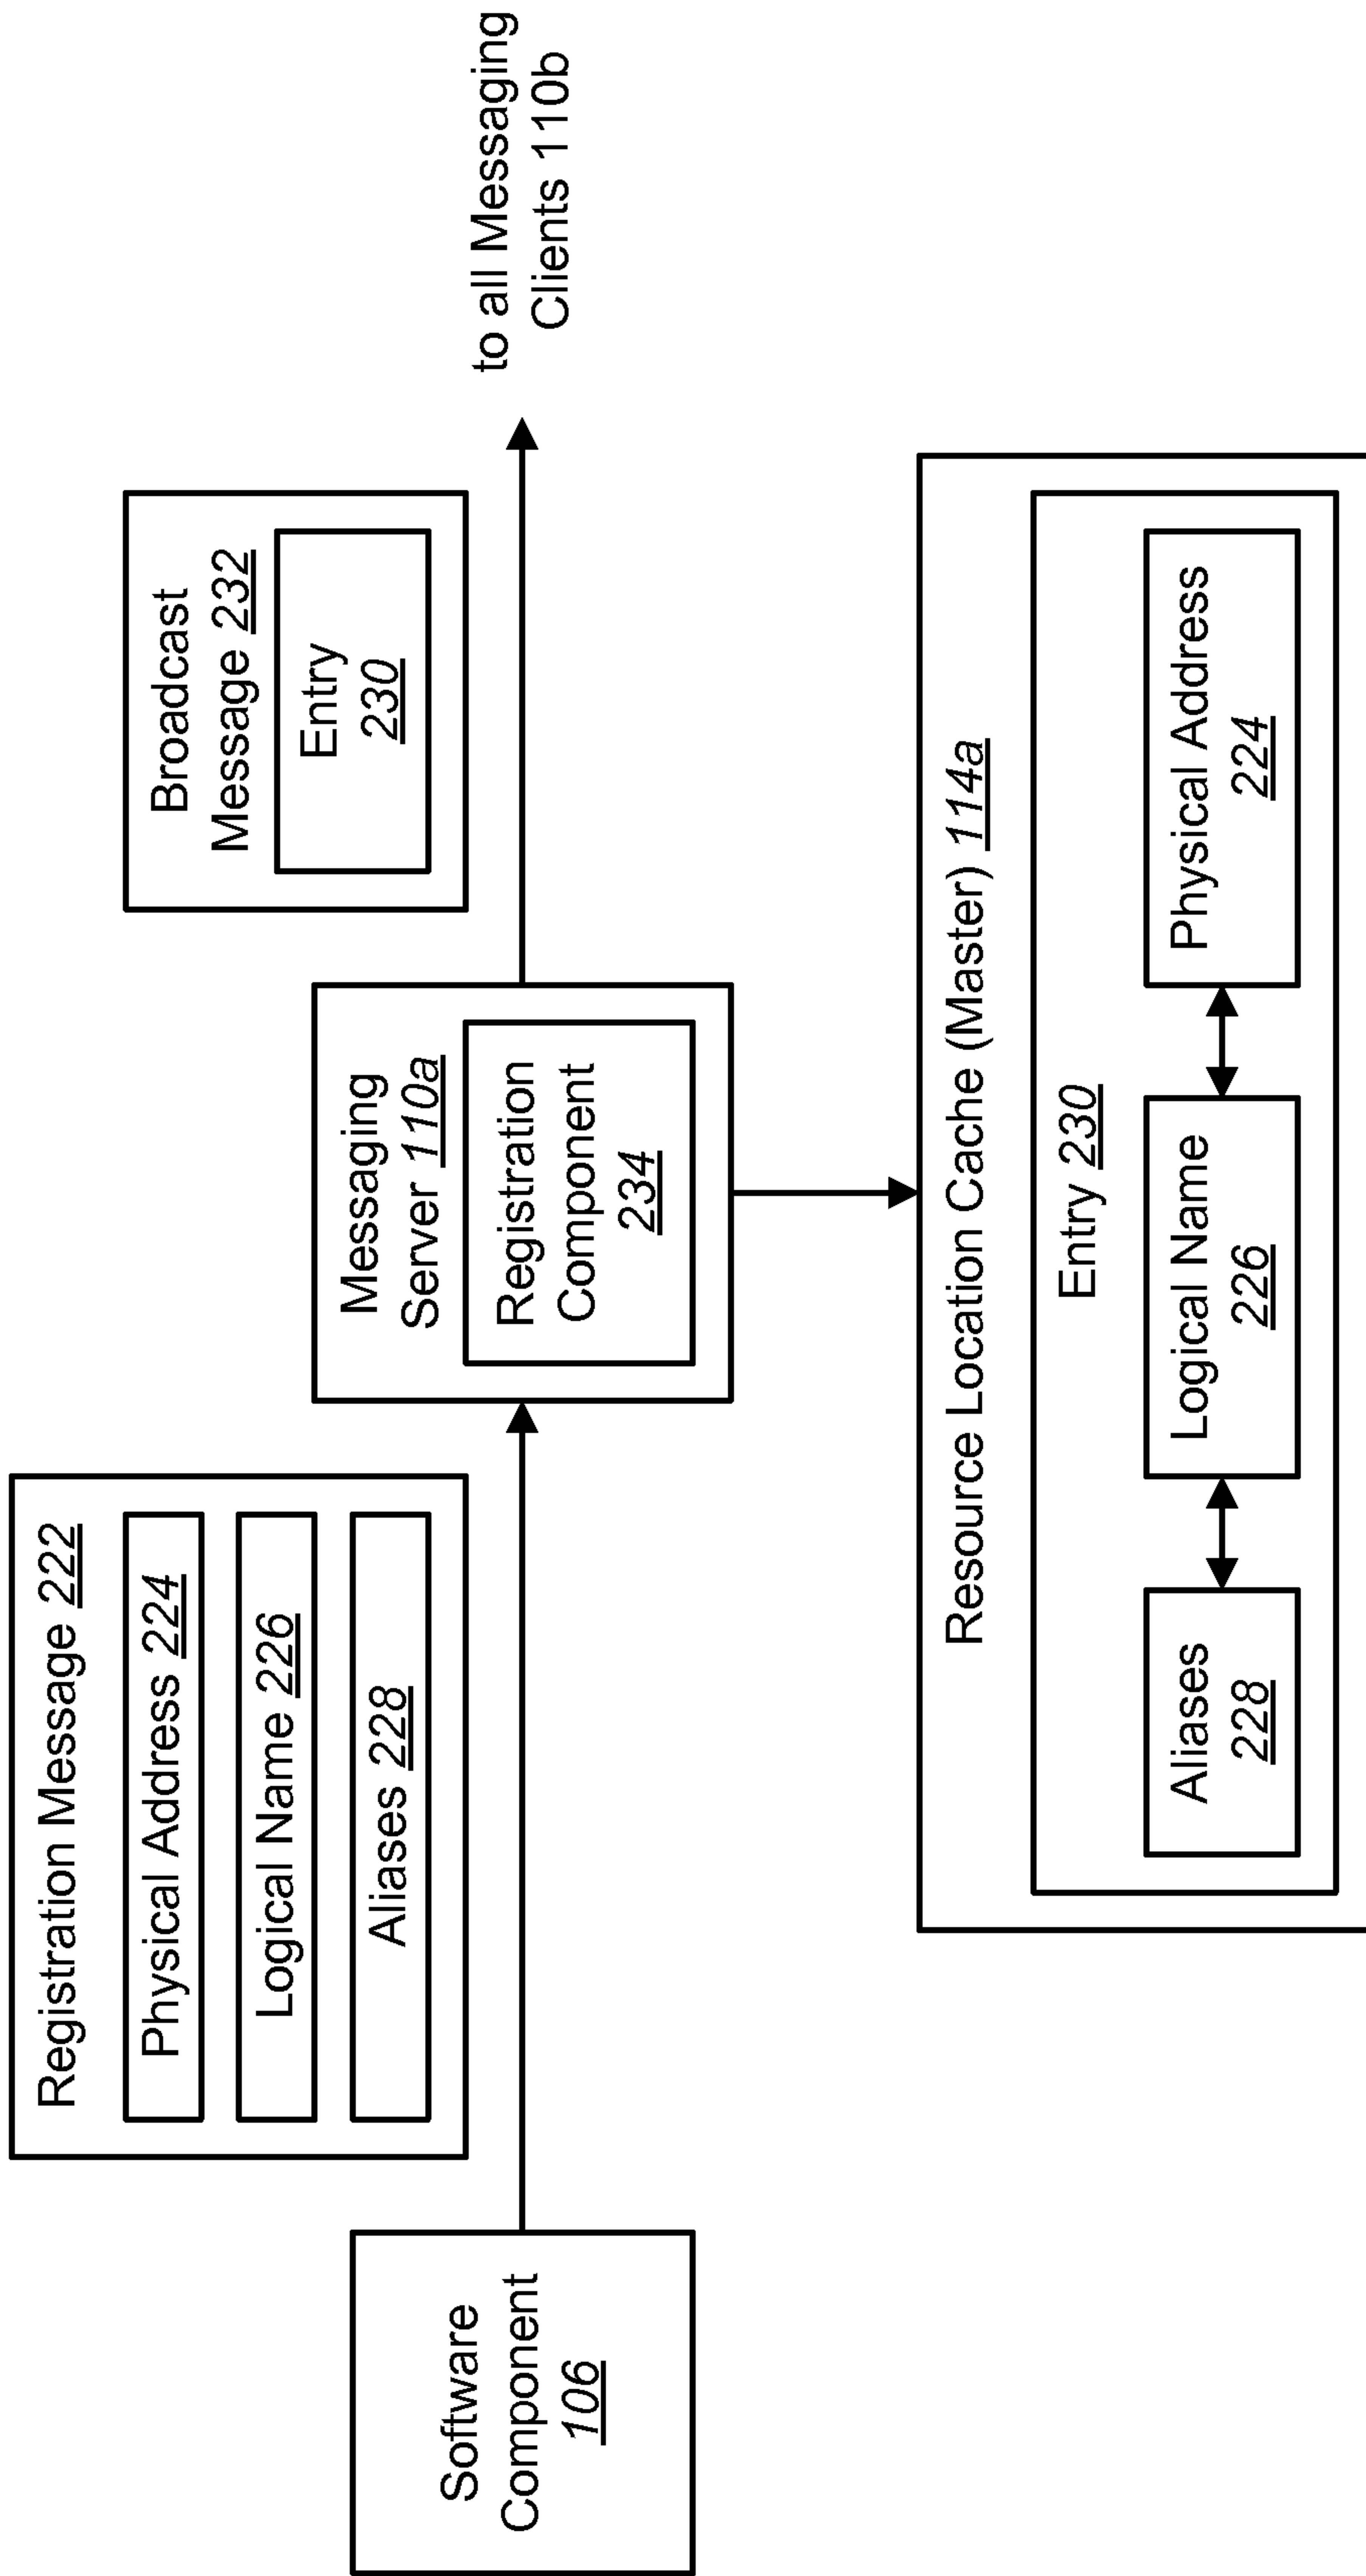 Registration Message 222
Physical Address 224
Logical Name 226
Aliases 228
Broadcast
Message 232
Entry
230
Software
Component
106
Messaging
Server 110a
Registration
Component
234
to all Messaging
Clients 110b
Resource Location Cache (Master) 114a
Entry 230
Aliases
228
Logical Name
226
Physical Address
224